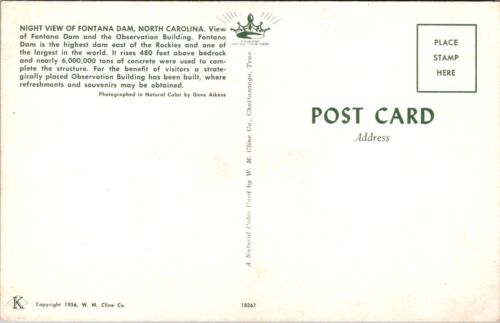 NIGHT VIEW OF FONTANA DAM, NORTH CAROLINA. View
of Fontana Dam and the Observation Building. Fontana
Dam is the highest dam east of the Rockies and one of
the largest in the world. It rises 480 feet above bedrock
and nearly 6,000,000 tons of concrete were used to com-
plete the structure. For the benefit of visitors a strate-
gically placed Observation Building has been built, where
refreshments and souvenirs may be obtained.
Photographed in Natural Color by Gene Aikens
A Natural Color Card by W. M. Cline Co., Chattanooga, Tenn.
PLACE
STAMP
HERE
POST CARD
Address
K
Copyright 1956, W. M. Cline Co.
18261